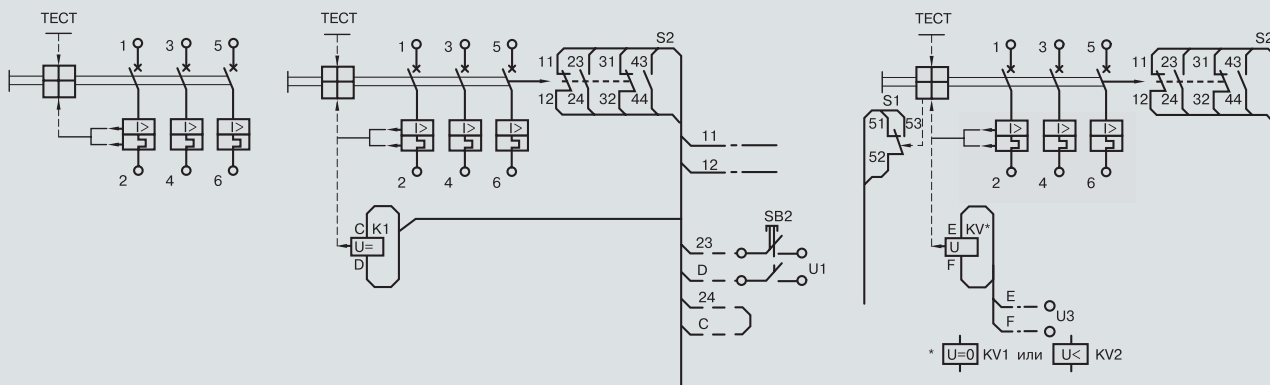 ТЕСТ
1 3 5
I> I> I>
2 4 6
ТЕСТ
1 3 5
S2
11 23 31 43
12 24 32 44
I> I> I>
2 4 6
11
12
C K1
U=
D
SB2
23
D U1
24
C
ТЕСТ
1 3 5
S2
11 23 31 43
12 24 32 44
S1
51 53
52
I> I> I>
2 4 6
E KV*
U
F
E
F U3
* U=0 KV1 или U< KV2